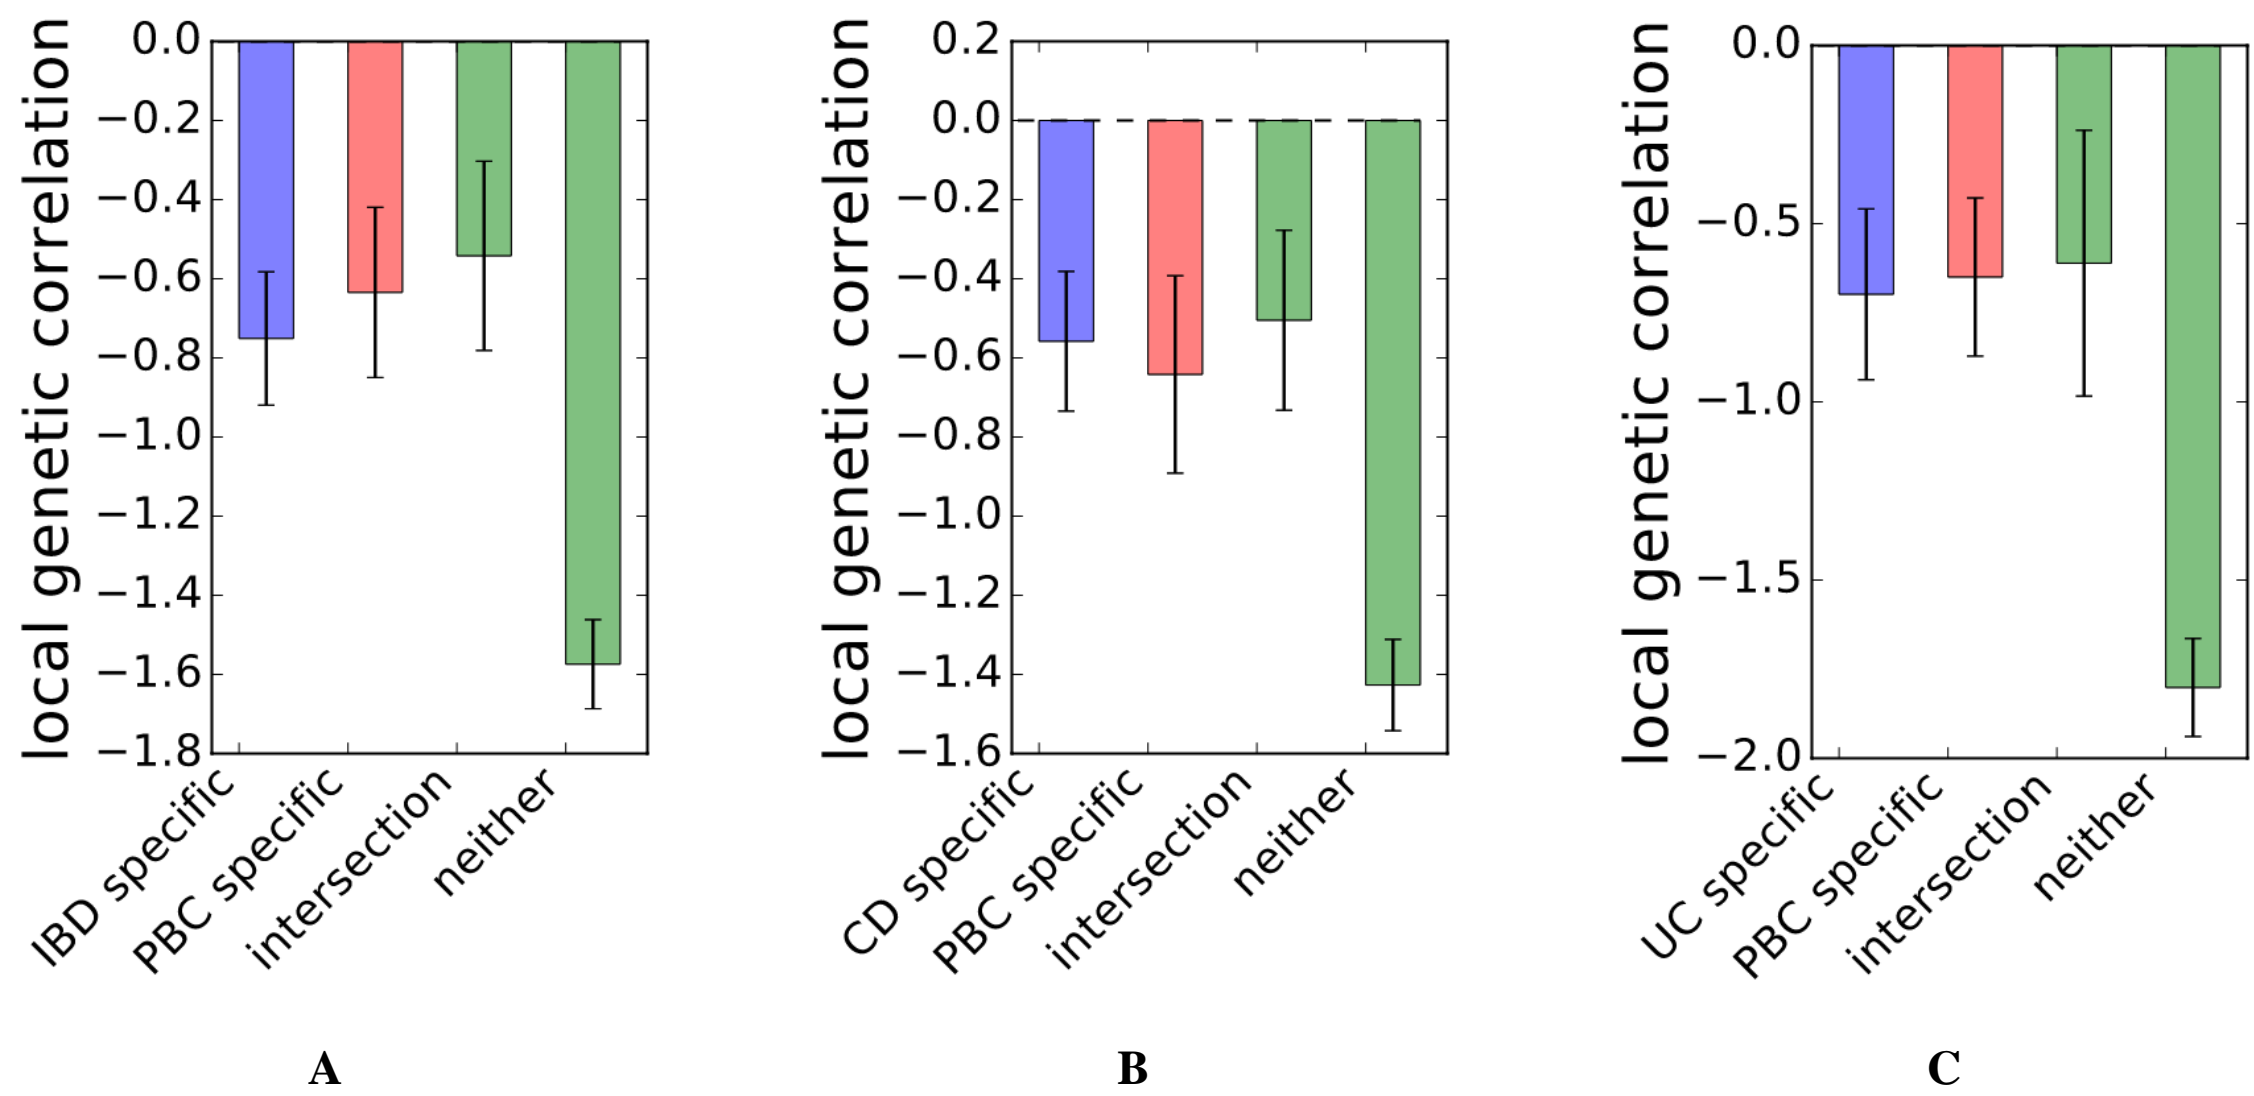 local genetic correlation
0.0
−0.2
−0.4
−0.6
−0.8
−1.0
−1.2
−1.4
−1.6
−1.8
IBD specific
PBC specific
intersection
neither
A
local genetic correlation
0.2
0.0
−0.2
−0.4
−0.6
−0.8
−1.0
−1.2
−1.4
−1.6
CD specific
PBC specific
intersection
neither
B
local genetic correlation
0.0
−0.5
−1.0
−1.5
−2.0
UC specific
PBC specific
intersection
neither
C